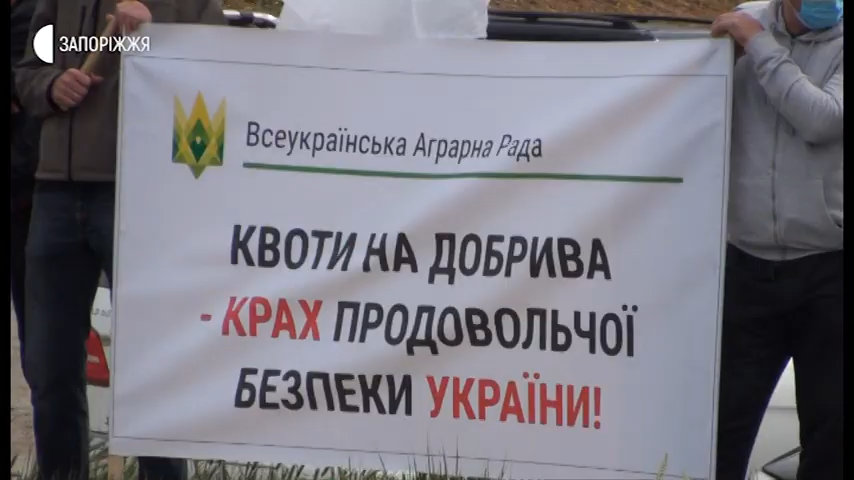 ЗАПОРІЖЖЯ
Всеукраїнська Аграрна Рада
КВОТИ НА ДОБРИВА
- КРАХ ПРОДОВОЛЬЧОЇ
БЕЗПЕКИ УКРАЇНИ!